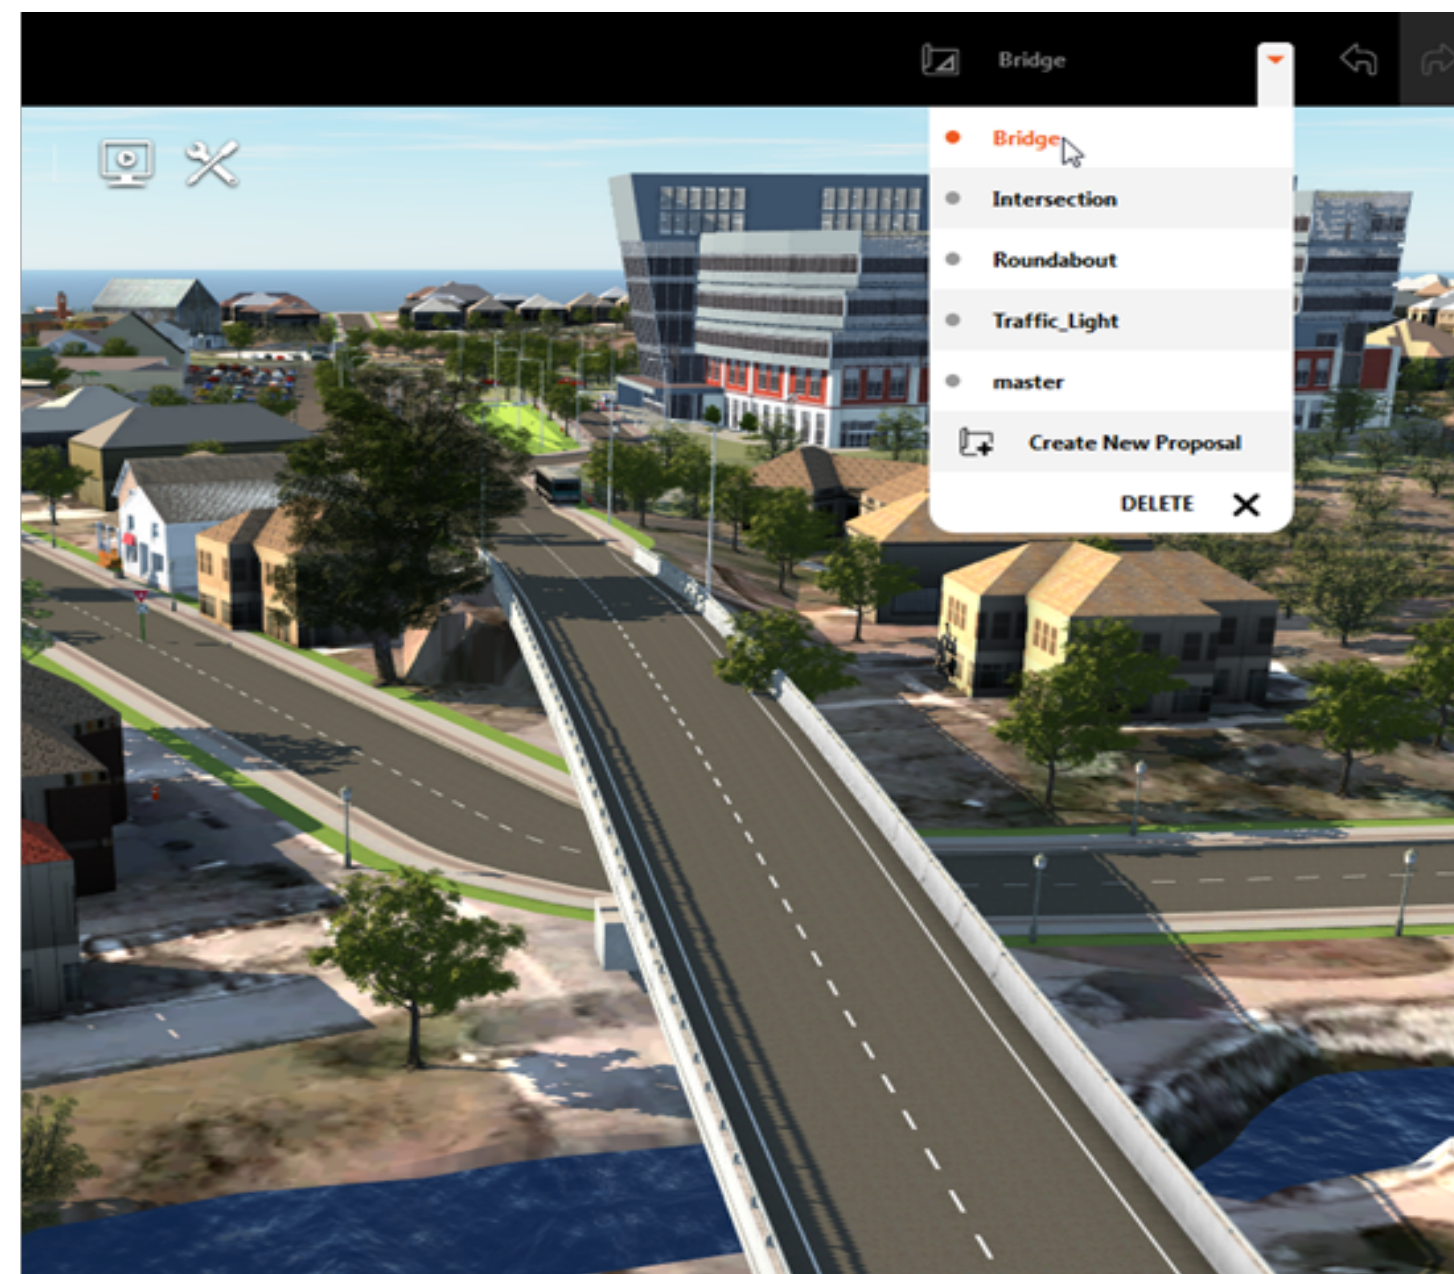 Bridge
Bridge
Intersection
Roundabout
Traffic_Light
master
Create New Proposal
DELETE